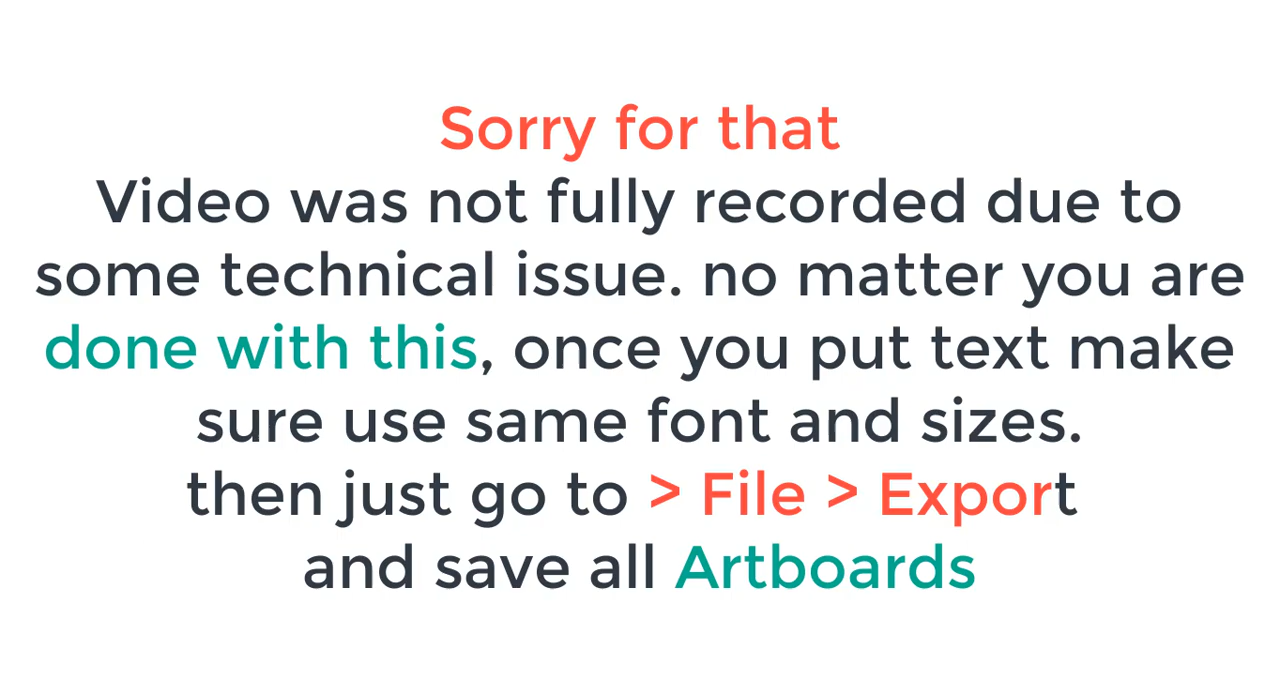 Sorry for that
Video was not fully recorded due to
some technical issue. no matter you are
done with this, once you put text make
sure use same font and sizes.
then just go to > File > Export
and save all Artboards